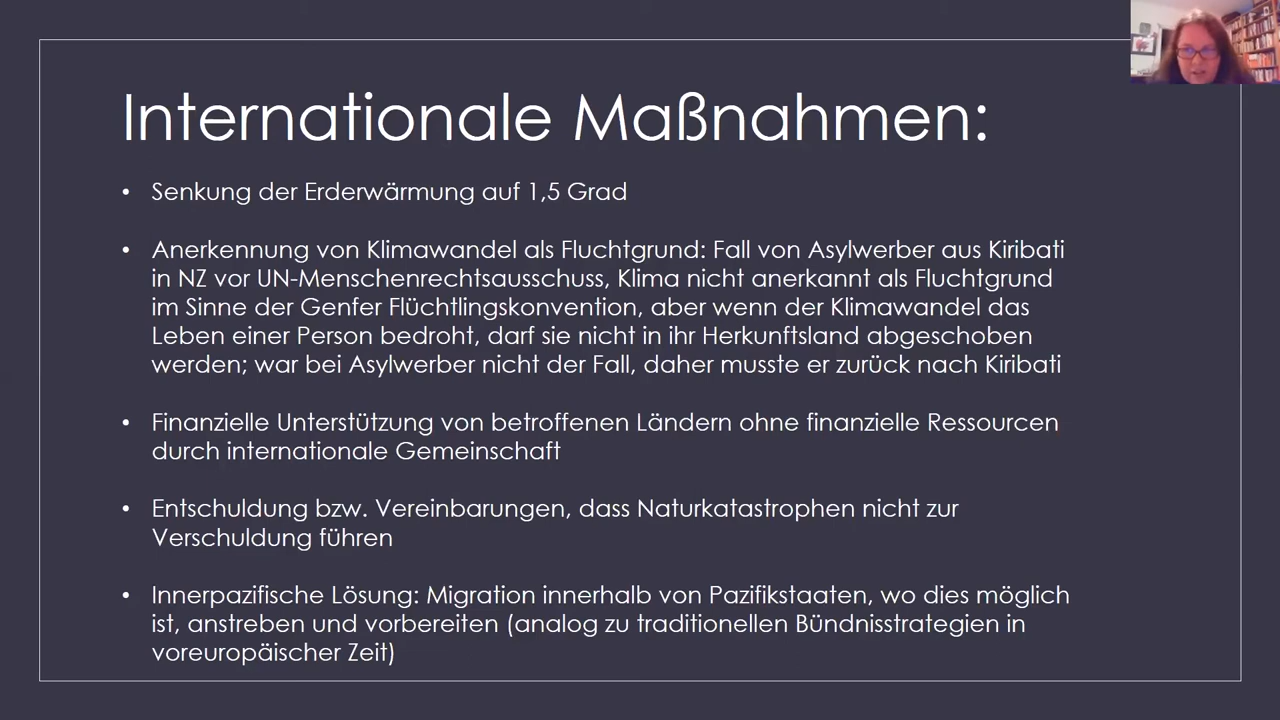 Internationale Maßnahmen:
• Senkung der Erderwärmung auf 1,5 Grad
• Anerkennung von Klimawandel als Fluchtgrund: Fall von Asylwerber aus Kiribati
in NZ vor UN-Menschenrechtsausschuss, Klima nicht anerkannt als Fluchtgrund
im Sinne der Genfer Flüchtlingskonvention, aber wenn der Klimawandel das
Leben einer Person bedroht, darf sie nicht in ihr Herkunftsland abgeschoben
werden; war bei Asylwerber nicht der Fall, daher musste er zurück nach Kiribati
• Finanzielle Unterstützung von betroffenen Ländern ohne finanzielle Ressourcen
durch internationale Gemeinschaft
• Entschuldung bzw. Vereinbarungen, dass Naturkatastrophen nicht zur
Verschuldung führen
• Innerpazifische Lösung: Migration innerhalb von Pazifikstaaten, wo dies möglich
ist, anstreben und vorbereiten (analog zu traditionellen Bündnisstrategien in
voreuropäischer Zeit)